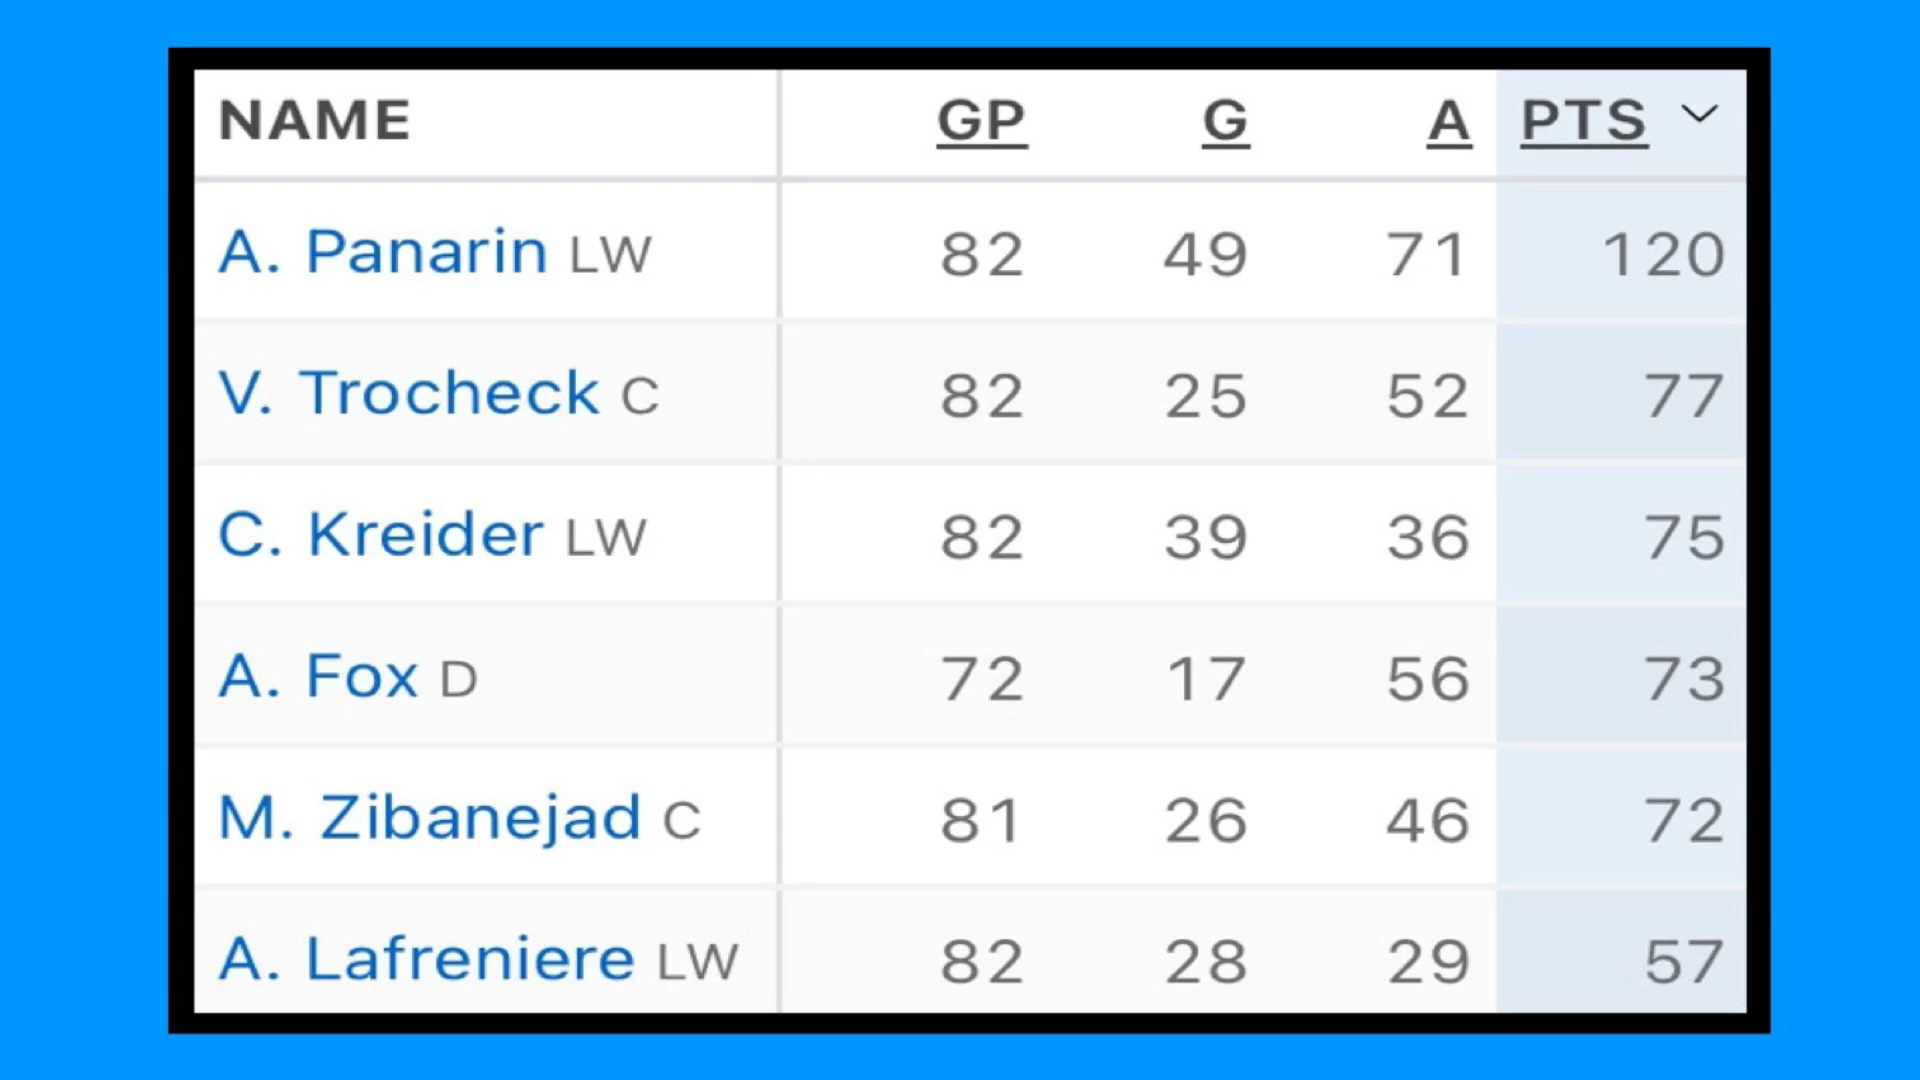 NAME GP G A PTS
A. Panarin LW 82 49 71 120
V. Trocheck C 82 25 52 77
C. Kreider LW 82 39 36 75
A. Fox D 72 17 56 73
M. Zibanejad C 81 26 46 72
A. Lafreniere LW 82 28 29 57